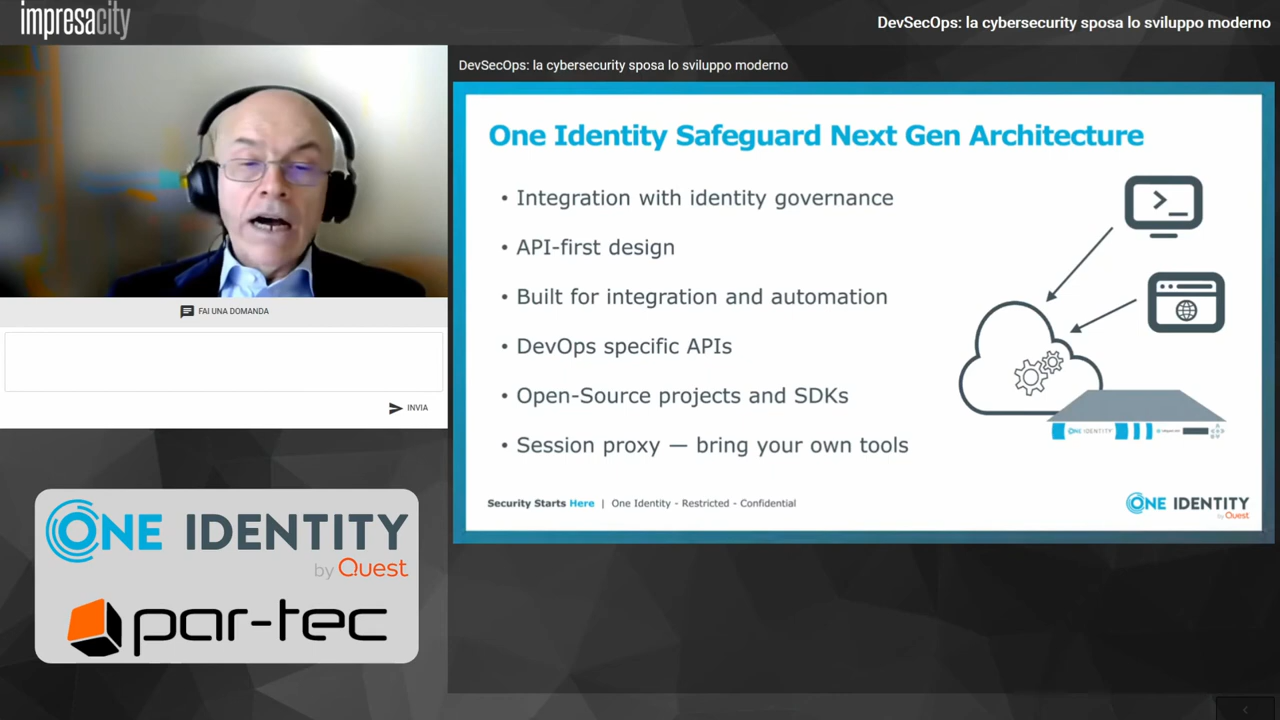 impresacity
DevSecOps: la cybersecurity sposa lo sviluppo moderno
DevSecOps: la cybersecurity sposa lo sviluppo moderno
One Identity Safeguard Next Gen Architecture
• Integration with identity governance
• API-first design
• Built for integration and automation
• DevOps specific APIs
• Open-Source projects and SDKs
• Session proxy — bring your own tools
ONE IDENTITY
Security Starts Here | One Identity - Restricted - Confidential
ONE IDENTITY
by Quest
FAI UNA DOMANDA
INVIA
ONE IDENTITY
by Quest
par-tec